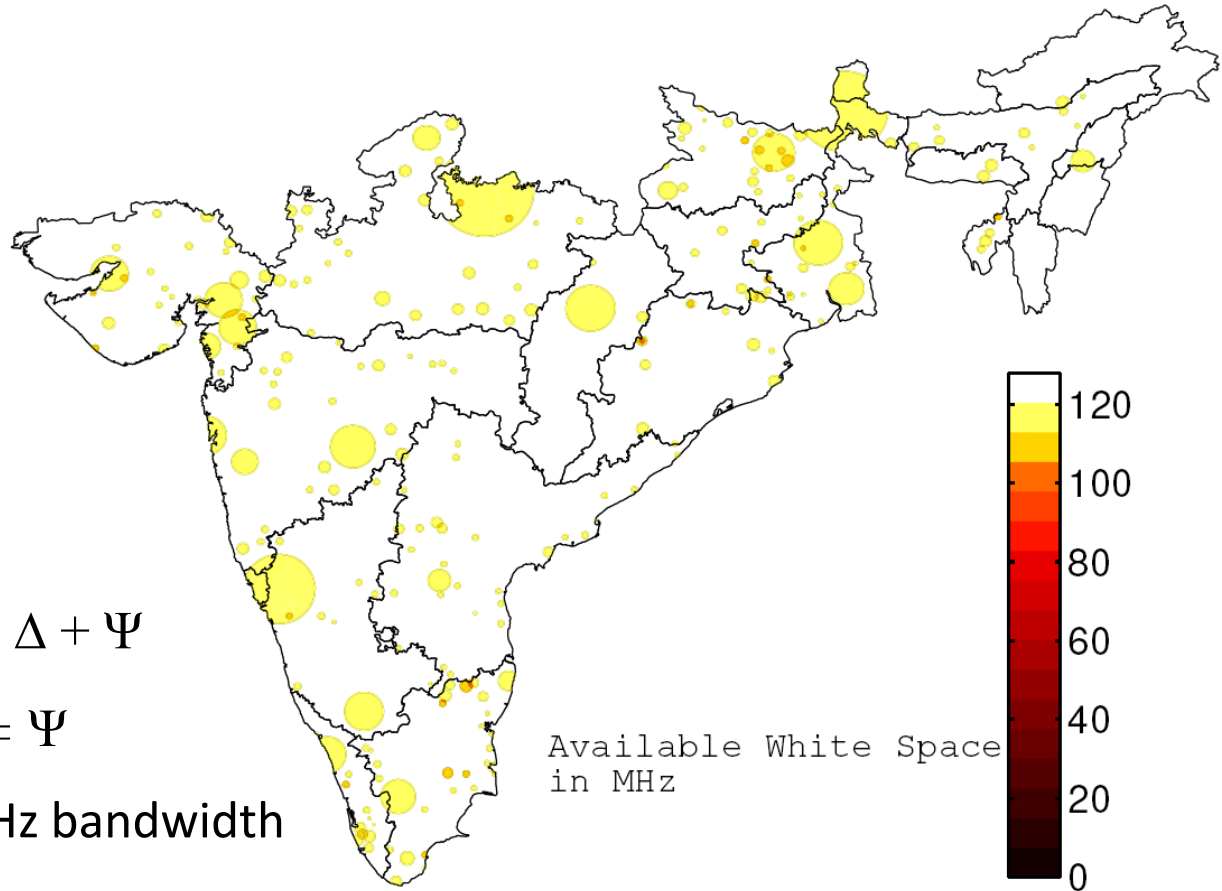 Δ + Ψ
= Ψ
Hz bandwidth
Available White Space
in MHz
120
100
80
60
40
20
0